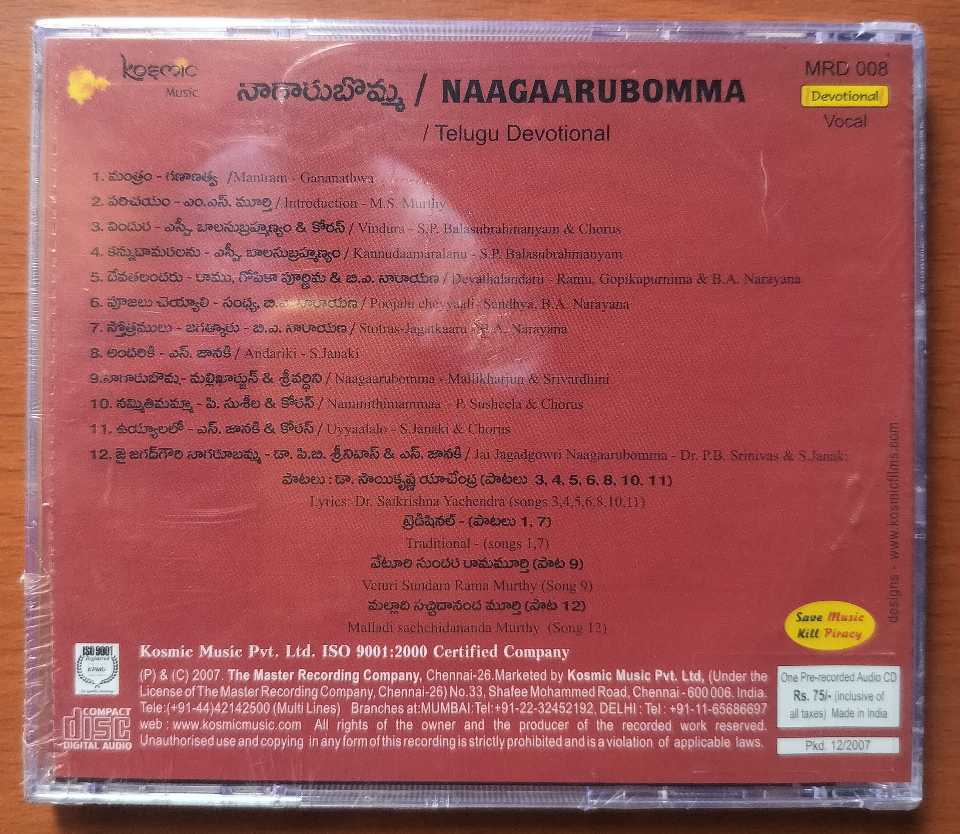 Kosmic
Music
నాగారుబొమ్మ / NAAGAARUBOMMA
/ Telugu Devotional
MRD 008
Devotional
Vocal
1. మంత్రం - గణాణత్వ /Mantram - Gananathwa
2. పరిచయం - ఎం.ఎస్. మూర్తి / Introduction - M.S. Murthy
3. విందుర - ఎస్పీ. బాలసుబ్రహ్మణ్యం & కోరస్ / Vindura - S.P. Balasubrahmanyam & Chorus
4. కన్నుదామరలను - ఎస్పీ. బాలసుబ్రహ్మణ్యం / Kannudaamaralanu - S.P. Balasubrahmanyam
5. దేవతలందరు - రాము, గోపికా పూర్ణిమ & బి.ఎ. నారాయణ / Devathalandaru - Ramu, Gopikapurnima & B.A. Narayana
6. పూజలు చెయ్యాలి - సంధ్య, బి.ఎ. నారాయణ / Poojalu cheyyaali- Sandhya, B.A. Narayana
7. స్తోత్రములు - జగత్కారు - బి.ఎ. నారాయణ / Stotras-Jagatkaaru - B.A. Narayana
8. అందరికి - ఎస్. జానకి / Andariki - S.Janaki
9.నాగారుబొమ్మ- మల్లిఖార్జున్ & శ్రీవర్ధిని / Naagaarubomma - Mallikharjun & Srivardhini
10. నమ్మితిమమ్మా - పి. సుశీల & కోరస్ / Nammithimammaa - P. Susheela & Chorus
11. ఉయ్యాలలో - ఎస్. జానకి & కోరస్ / Uyyaalalo - S.Janaki & Chorus
12. జై జగద్‌గౌరి నాగరూబమ్మ - డా. పి.బి. శ్రీనివాస్ & ఎస్. జానకి / Jai Jagadgowri Naagaarubomma - Dr. P.B. Srinivas & S.Janaki
పాటలు : డా. సాయికృష్ణ యాచేంద్ర (పాటలు 3, 4, 5, 6, 8, 10, 11)
Lyrics: Dr. Saikrishna Yachendra (songs 3,4,5,6,8,10,11)
ట్రెడిషినల్ - (పాటలు 1, 7)
Traditional - (songs 1,7)
వేటూరి సుందర రామమూర్తి (పాట 9)
Veturi Sundara Rama Murthy (Song 9)
మల్లాది సచ్చిదానంద మూర్తి (పాట 12)
Malladi sachchidananda Murthy (Song 12)
designs - www.kosmicfilms.com
Save Music
Kill Piracy
ISO 9001
Registered
KPMG
Kosmic Music Pvt. Ltd. ISO 9001:2000 Certified Company
(P) & (C) 2007. The Master Recording Company, Chennai-26.Marketed by Kosmic Music Pvt. Ltd, (Under the
License of The Master Recording Company, Chennai-26) No.33, Shafee Mohammed Road, Chennai - 600 006. India.
Tele:(+91-44)42142500 (Multi Lines) Branches at:MUMBAI:Tel:+91-22-32452192, DELHI : Tel : +91-11-65686697
web : www.kosmicmusic.com All rights of the owner and the producer of the recorded work reserved.
Unauthorised use and copying in any form of this recording is strictly prohibited and is a violation of applicable laws.
COMPACT
disc
DIGITAL AUDIO
One Pre-recorded Audio CD
Rs. 75/- (inclusive of
all taxes) Made in India
Pkd. 12/2007